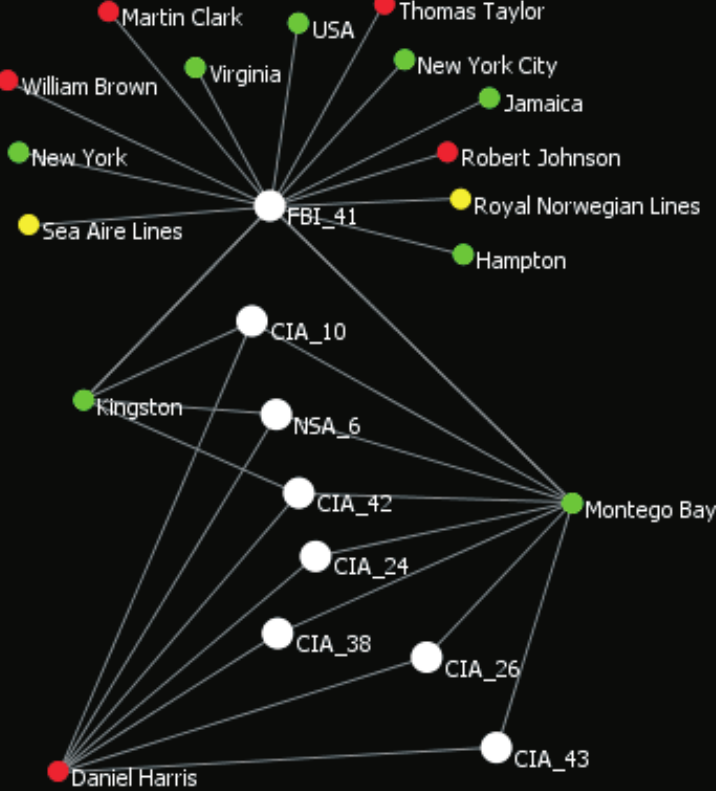 Martin Clark
Thomas Taylor
USA
Virginia
New York City
William Brown
Jamaica
New York
Robert Johnson
Royal Norwegian Lines
FBI_41
Sea Aire Lines
Hampton
CIA_10
Kingston
NSA_6
CIA_42
Montego Bay
CIA_24
CIA_38
CIA_26
CIA_43
Daniel Harris